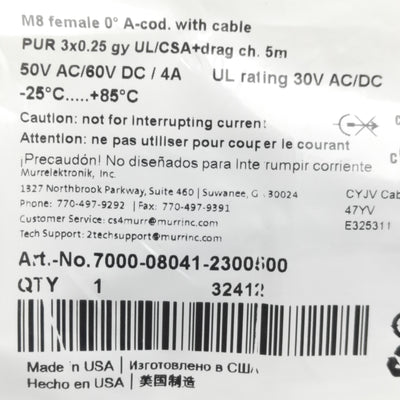 M8 female 0° A-cod. with cable
PUR 3x0.25 gy UL/CSA+drag ch. 5m
50V AC/60V DC / 4A UL rating 30V AC/DC
-25°C.....+85°C
Caution: not for interrupting current
Attention: ne pas utiliser pour couper le courant
¡Precaución! No diseñados para interrumpir corriente
Murrelektronik, Inc.
1327 Northbrook Parkway, Suite 460 | Suwanee, G 30024
CYJV Cab
Phone: 770-497-9292 | Fax: 770-497-9391
47YV
Customer Service: cs4murr@murrinc.com
E325311
Tech Support: 2techsupport@murrinc.com
Art.-No. 7000-08041-2300500
QTY 1 32412
Made in USA | Изготовлено в США
Hecho en USA | 美国制造